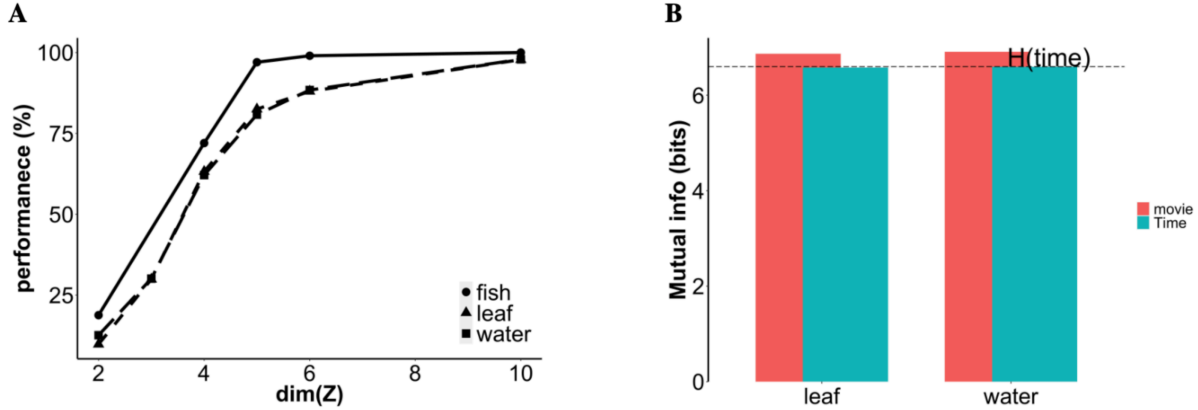 A
performanece (%)
100
75
50
25
fish
leaf
water
2
4
6
8
10
dim(Z)
B
Mutual info (bits)
H(time)
6
4
2
0
movie
Time
leaf
water